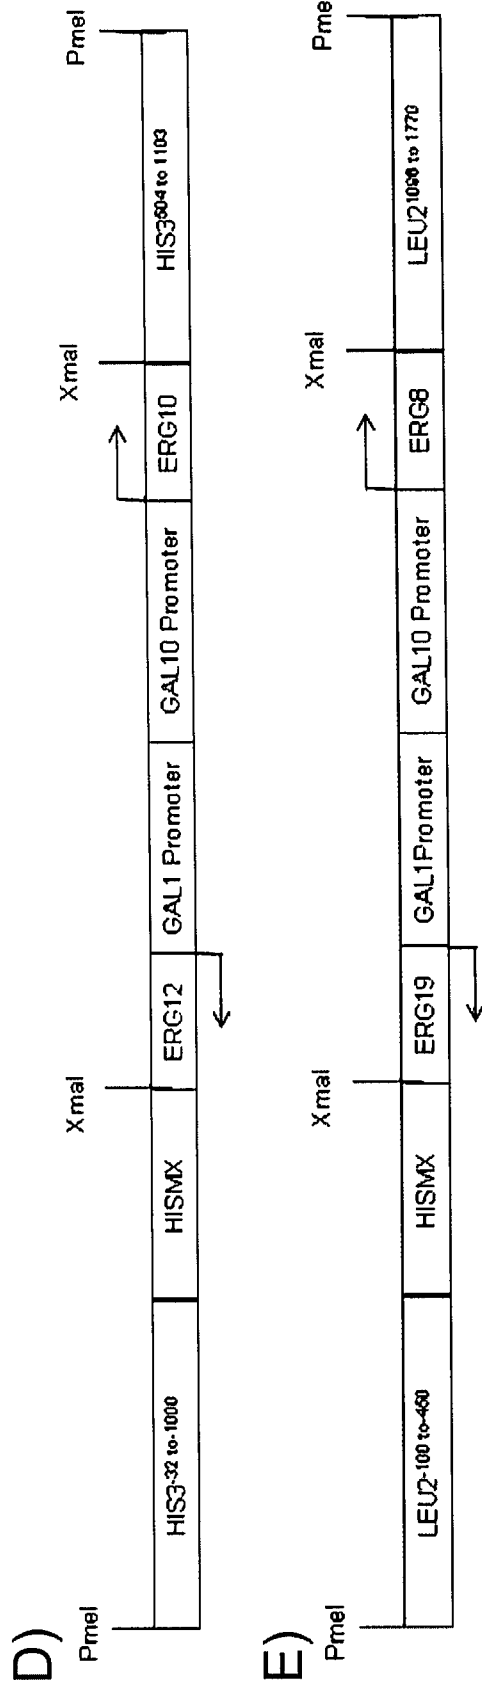 D)
PmeI
XmaI
XmaI
PmeI
HIS3-32 to-1000
HISMX
ERG12
GAL1 Promoter
GAL10 Promoter
ERG10
HIS3504 to 1103
E)
PmeI
XmaI
XmaI
Pme
LEU2-100 to-450
HISMX
ERG19
GAL1Promoter
GAL10 Promoter
ERG8
LEU21096 to 1770